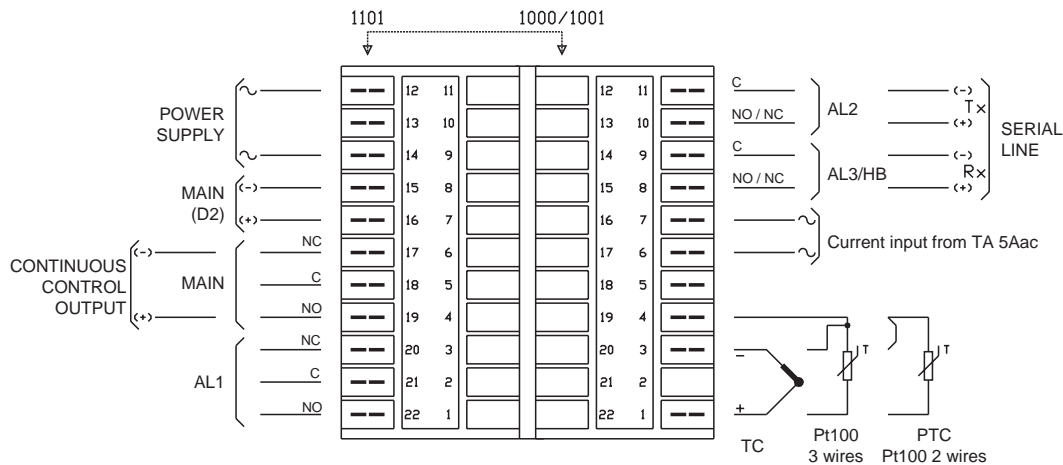 1101 1000/1001
POWER
SUPPLY
MAIN
(D2)
(-)
(+)
CONTINUOUS
CONTROL
OUTPUT
(-)
(+)
MAIN
NC
C
NO
AL1
NC
C
NO
12 11 12 11
13 10 13 10
14 9 14 9
15 8 15 8
16 7 16 7
17 6 17 6
18 5 18 5
19 4 19 4
20 3 20 3
21 2 21 2
22 1 22 1
C
NO / NC
AL2
C
NO / NC
AL3/HB
(-)
Tx
(+)
(-)
Rx
(+)
SERIAL
LINE
Current input from TA 5Aac
−
+
T
T
TC
Pt100
3 wires
PTC
Pt100 2 wires